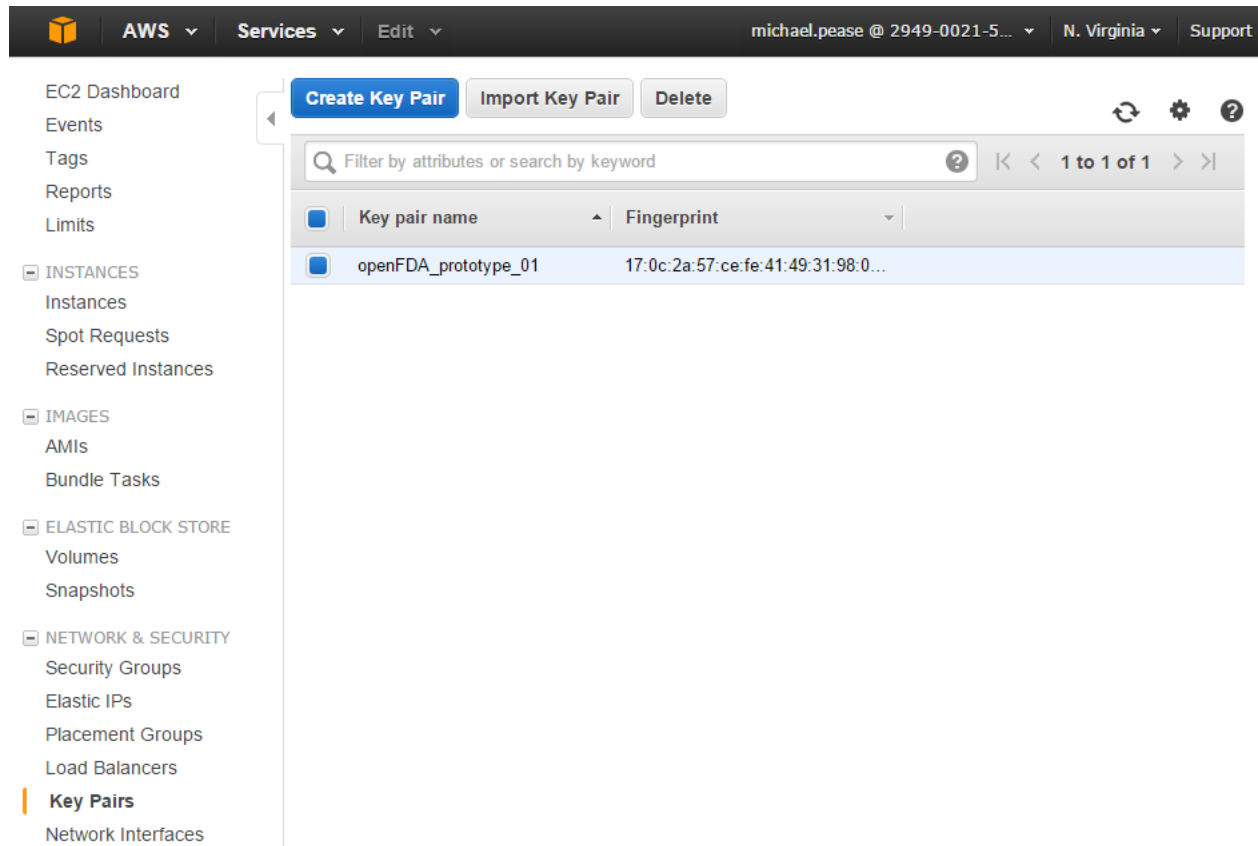 AWS Services Edit michael.pease @ 2949-0021-5... N. Virginia Support
EC2 Dashboard
Events
Tags
Reports
Limits
INSTANCES
Instances
Spot Requests
Reserved Instances
IMAGES
AMIs
Bundle Tasks
ELASTIC BLOCK STORE
Volumes
Snapshots
NETWORK & SECURITY
Security Groups
Elastic IPs
Placement Groups
Load Balancers
Key Pairs
Network Interfaces
Create Key Pair Import Key Pair Delete
Filter by attributes or search by keyword 1 to 1 of 1
Key pair name Fingerprint
openFDA_prototype_01 17:0c:2a:57:ce:fe:41:49:31:98:0...